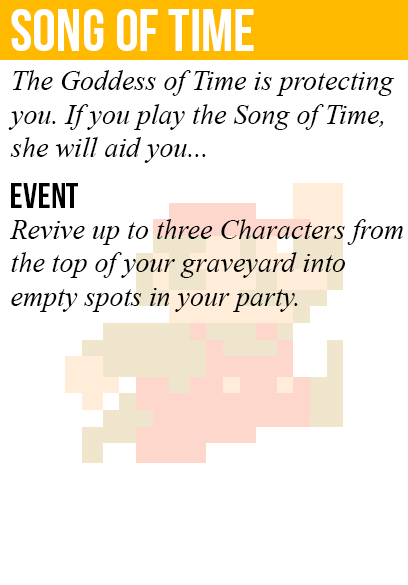 SONG OF TIME
The Goddess of Time is protecting
you. If you play the Song of Time,
she will aid you...
EVENT
Revive up to three Characters from
the top of your graveyard into
empty spots in your party.